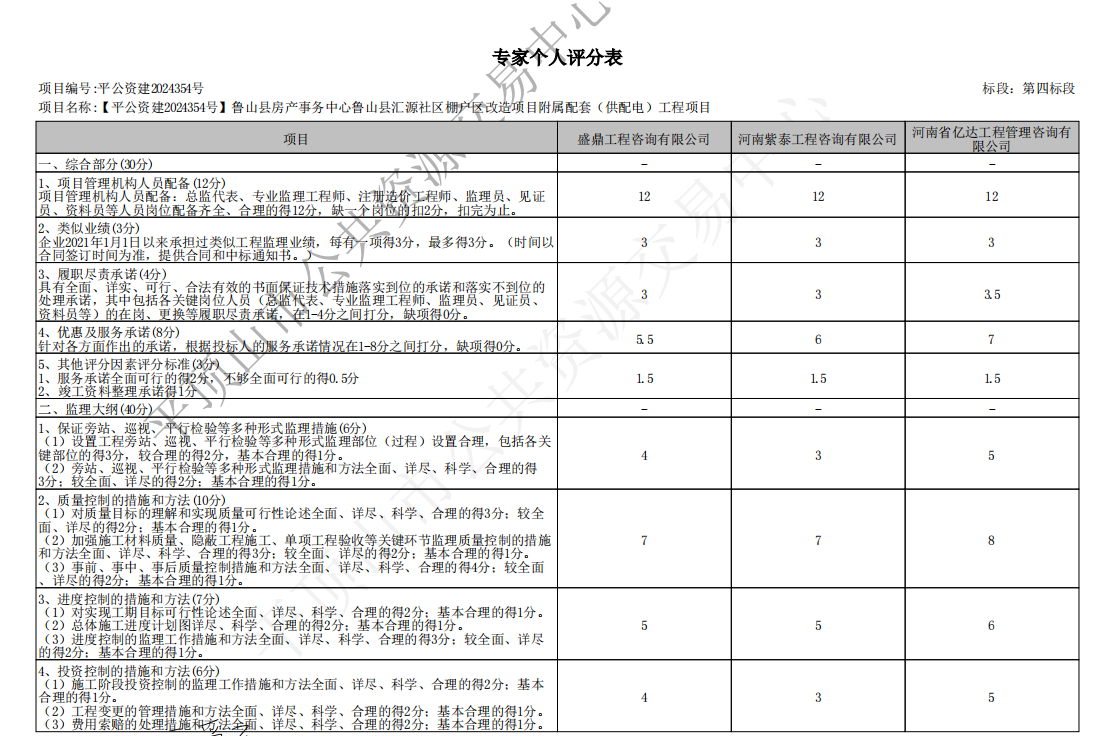 专家个人评分表
项目编号:平公资建2024354号
标段：第四标段
项目名称:【平公资建2024354号】鲁山县房产事务中心鲁山县汇源社区棚户区改造项目附属配套（供配电）工程项目
项目 盛鼎工程咨询有限公司 河南紫泰工程咨询有限公司 河南省亿达工程管理咨询有
限公司
一、综合部分(30分) — — —
1、项目管理机构人员配备(12分)
项目管理机构人员配备：总监代表、专业监理工程师、注册造价工程师、监理员、见证
员、资料员等人员岗位配备齐全、合理的得12分，缺一个岗位的扣2分，扣完为止。
12 12 12
2、类似业绩(3分)
企业2021年1月1日以来承担过类似工程监理业绩，每有一项得3分，最多得3分。（时间以
合同签订时间为准，提供合同和中标通知书。）
3 3 3
3、履职尽责承诺(4分)
具有全面、详实、可行、合法有效的书面保证技术措施落实到位的承诺和落实不到位的
处理承诺，其中包括各关键岗位人员（总监代表、专业监理工程师、监理员、见证员、
资料员等）的在岗、更换等履职尽责承诺，在1-4分之间打分，缺项得0分。
3 3 3.5
4、优惠及服务承诺(8分)
针对各方面作出的承诺，根据投标人的服务承诺情况在1-8分之间打分，缺项得0分。
5.5 6 7
5、其他评分因素评分标准(3分)
1、服务承诺全面可行的得2分，不够全面可行的得0.5分
2、竣工资料整理承诺得1分
1.5 1.5 1.5
二、监理大纲(40分) — — —
1、保证旁站、巡视、平行检验等多种形式监理措施(6分)
（1）设置工程旁站、巡视、平行检验等多种形式监理部位（过程）设置合理，包括各关
键部位的得3分，较合理的得2分，基本合理的得1分。
（2）旁站、巡视、平行检验等多种形式监理措施和方法全面、详尽、科学、合理的得
3分；较全面、详尽的得2分；基本合理的得1分。
4 3 5
2、质量控制的措施和方法(10分)
（1）对质量目标的理解和实现质量可行性论述全面、详尽、科学、合理的得3分；较全
面、详尽的得2分；基本合理的得1分。
（2）加强施工材料质量、隐蔽工程施工、单项工程验收等关键环节监理质量控制的措施
和方法全面、详尽、科学、合理的得3分；较全面、详尽的得2分；基本合理的得1分。
（3）事前、事中、事后质量控制措施和方法全面、详尽、科学、合理的得4分；较全面
、详尽的得2分；基本合理的得1分。
7 7 8
3、进度控制的措施和方法(7分)
（1）对实现工期目标可行性论述全面、详尽、科学、合理的得2分；基本合理的得1分。
（2）总体施工进度计划图详尽、科学、合理的得2分；基本合理的得1分。
（3）进度控制的监理工作措施和方法全面、详尽、科学、合理的得3分；较全面、详尽
的得2分；基本合理的得1分。
5 5 6
4、投资控制的措施和方法(6分)
（1）施工阶段投资控制的监理工作措施和方法全面、详尽、科学、合理的得2分；基本
合理的得1分。
（2）工程变更的管理措施和方法全面、详尽、科学、合理的得2分；基本合理的得1分。
（3）费用索赔的处理措施和方法全面、详尽、科学、合理的得2分；基本合理的得1分。
4 3 5
平顶山市公共资源交易中心
平顶山市公共资源交易中心